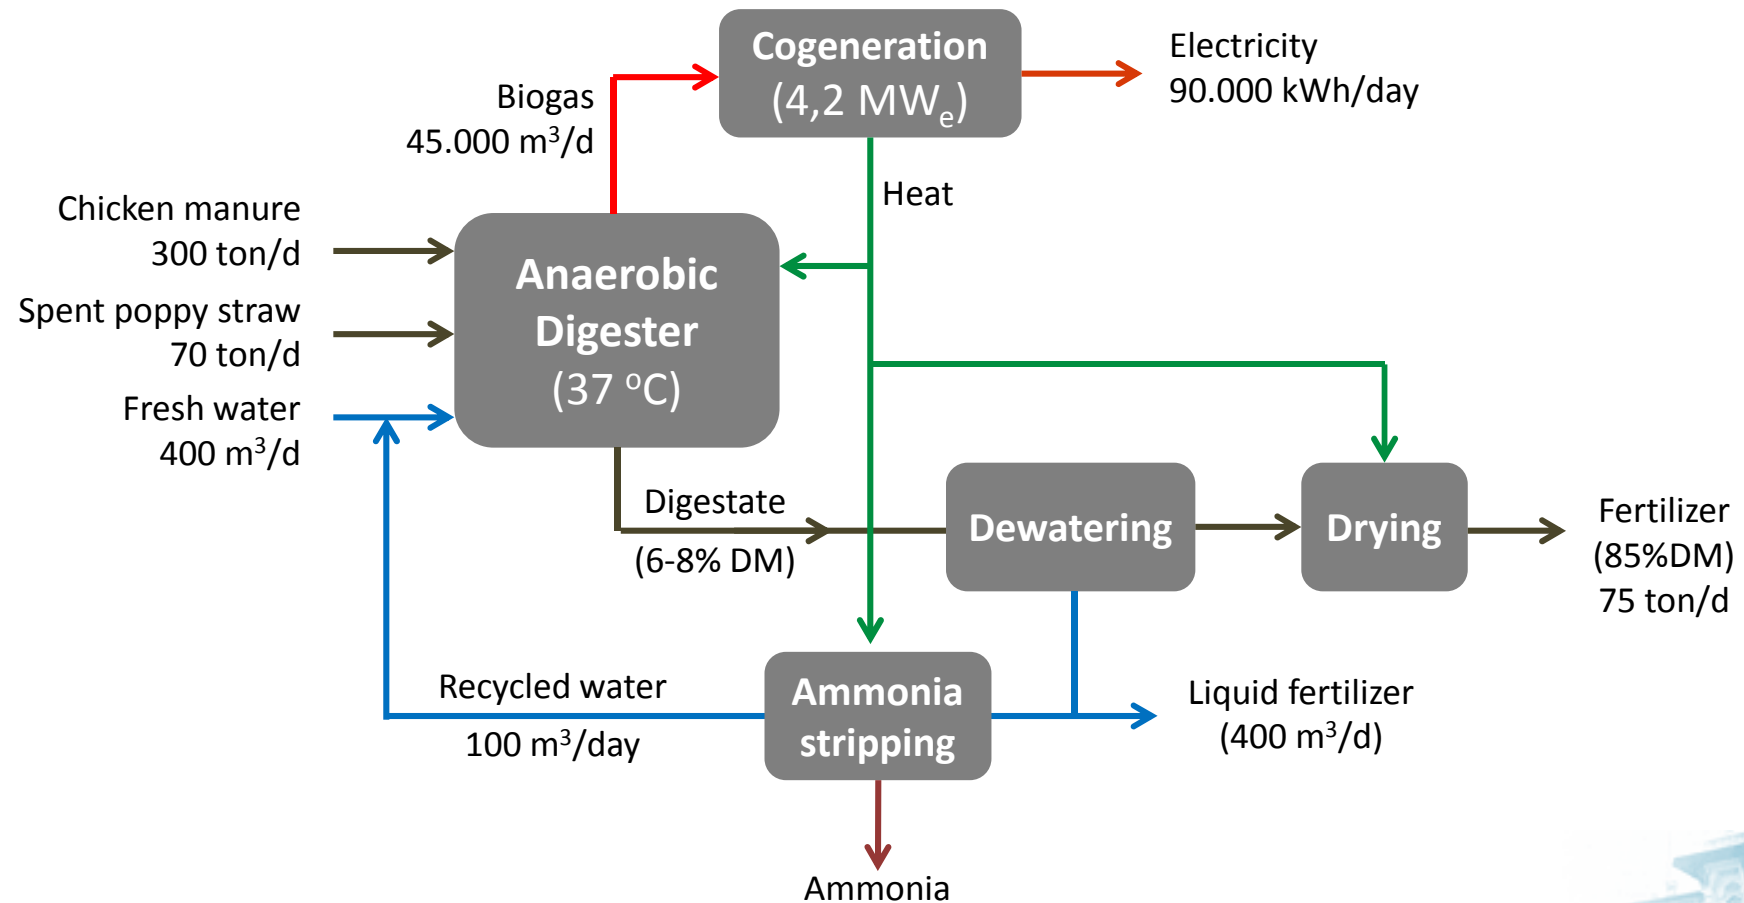 Cogeneration
(4,2 MWe)
Electricity
90.000 kWh/day
Biogas
45.000 m³/d
Heat
Chicken manure
300 ton/d
Spent poppy straw
70 ton/d
Fresh water
400 m³/d
Anaerobic
Digester
(37 ºC)
Digestate
(6-8% DM)
Dewatering
Drying
Fertilizer
(85%DM)
75 ton/d
Recycled water
100 m³/day
Ammonia
stripping
Liquid fertilizer
(400 m³/d)
Ammonia